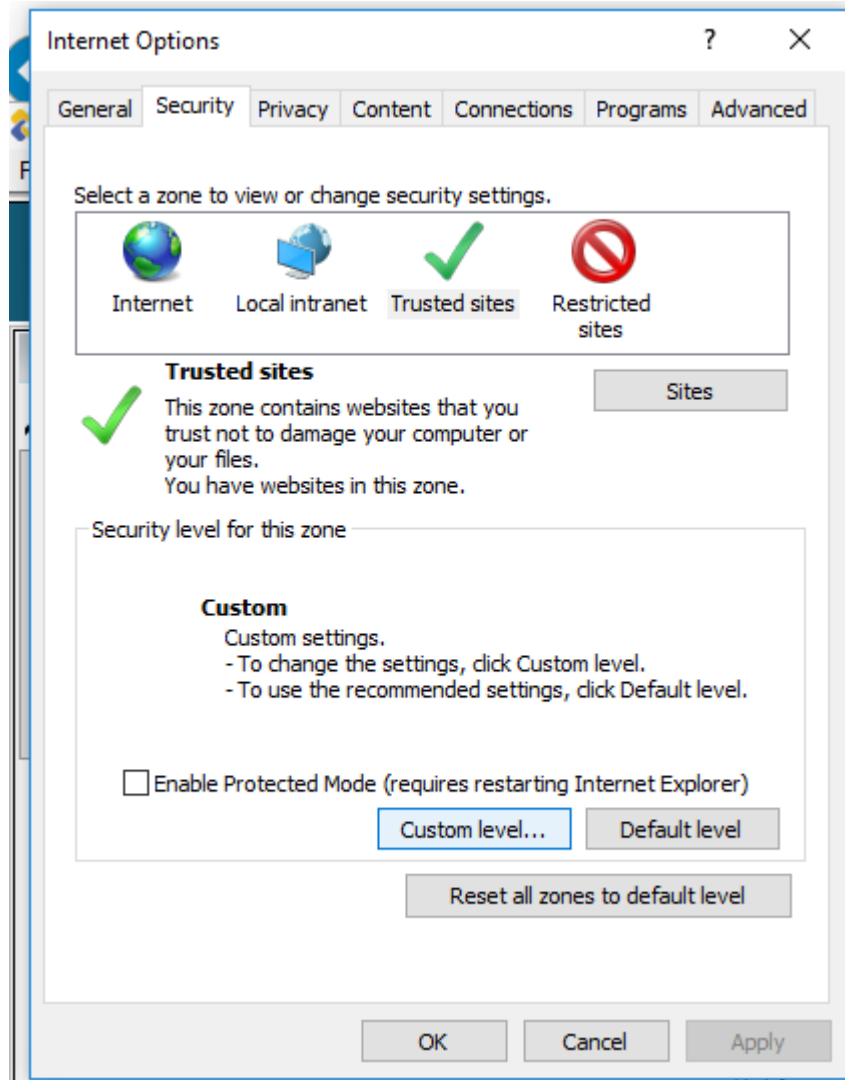 Internet Options ?
General Security Privacy Content Connections Programs Advanced
F
Select a zone to view or change security settings.
Internet Local intranet Trusted sites Restricted
sites
Trusted sites
Sites
This zone contains websites that you
trust not to damage your computer or
your files.
You have websites in this zone.
Security level for this zone
Custom
Custom settings.
- To change the settings, click Custom level.
- To use the recommended settings, click Default level.
Enable Protected Mode (requires restarting Internet Explorer)
Custom level... Default level
Reset all zones to default level
OK Cancel Apply